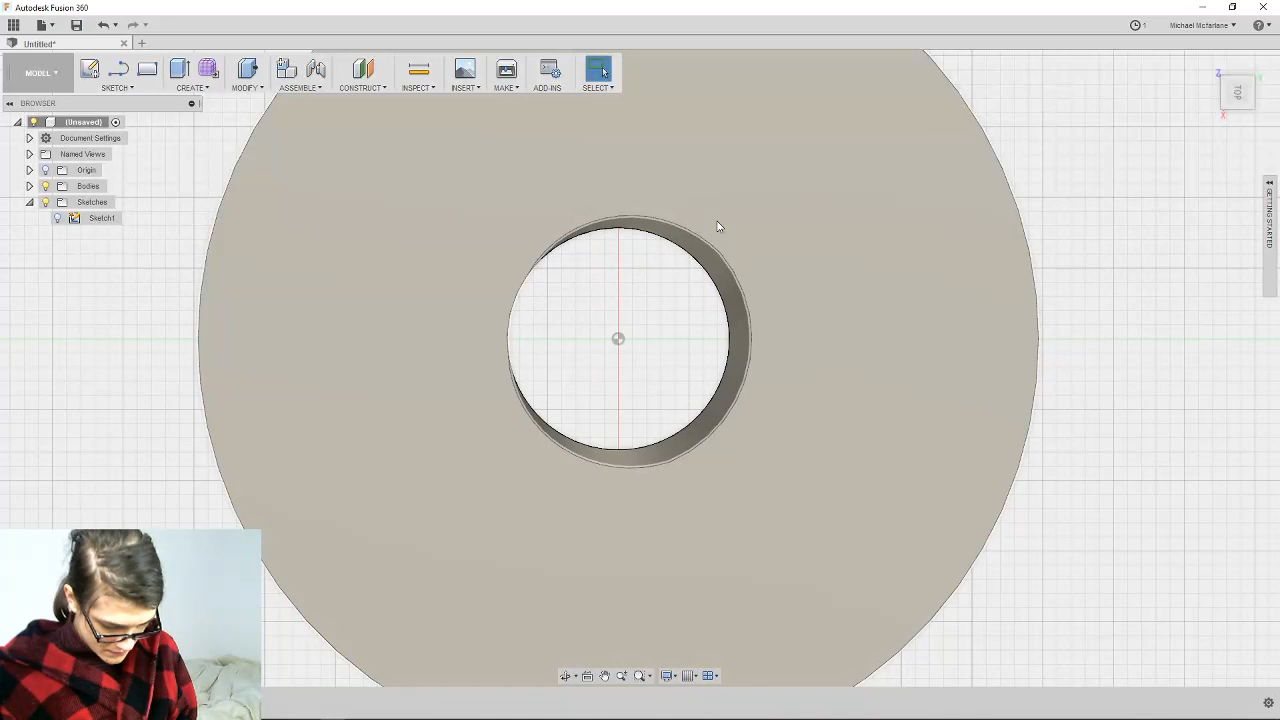 Autodesk Fusion 360
1
Michael McFarlane
Untitled*
MODEL
SKETCH
CREATE
MODIFY
ASSEMBLE
CONSTRUCT
INSPECT
INSERT
MAKE
ADD-INS
SELECT
Z
TOP
X
BROWSER
(Unsaved)
Document Settings
Named Views
Origin
Bodies
Sketches
Sketch1
GETTING STARTED